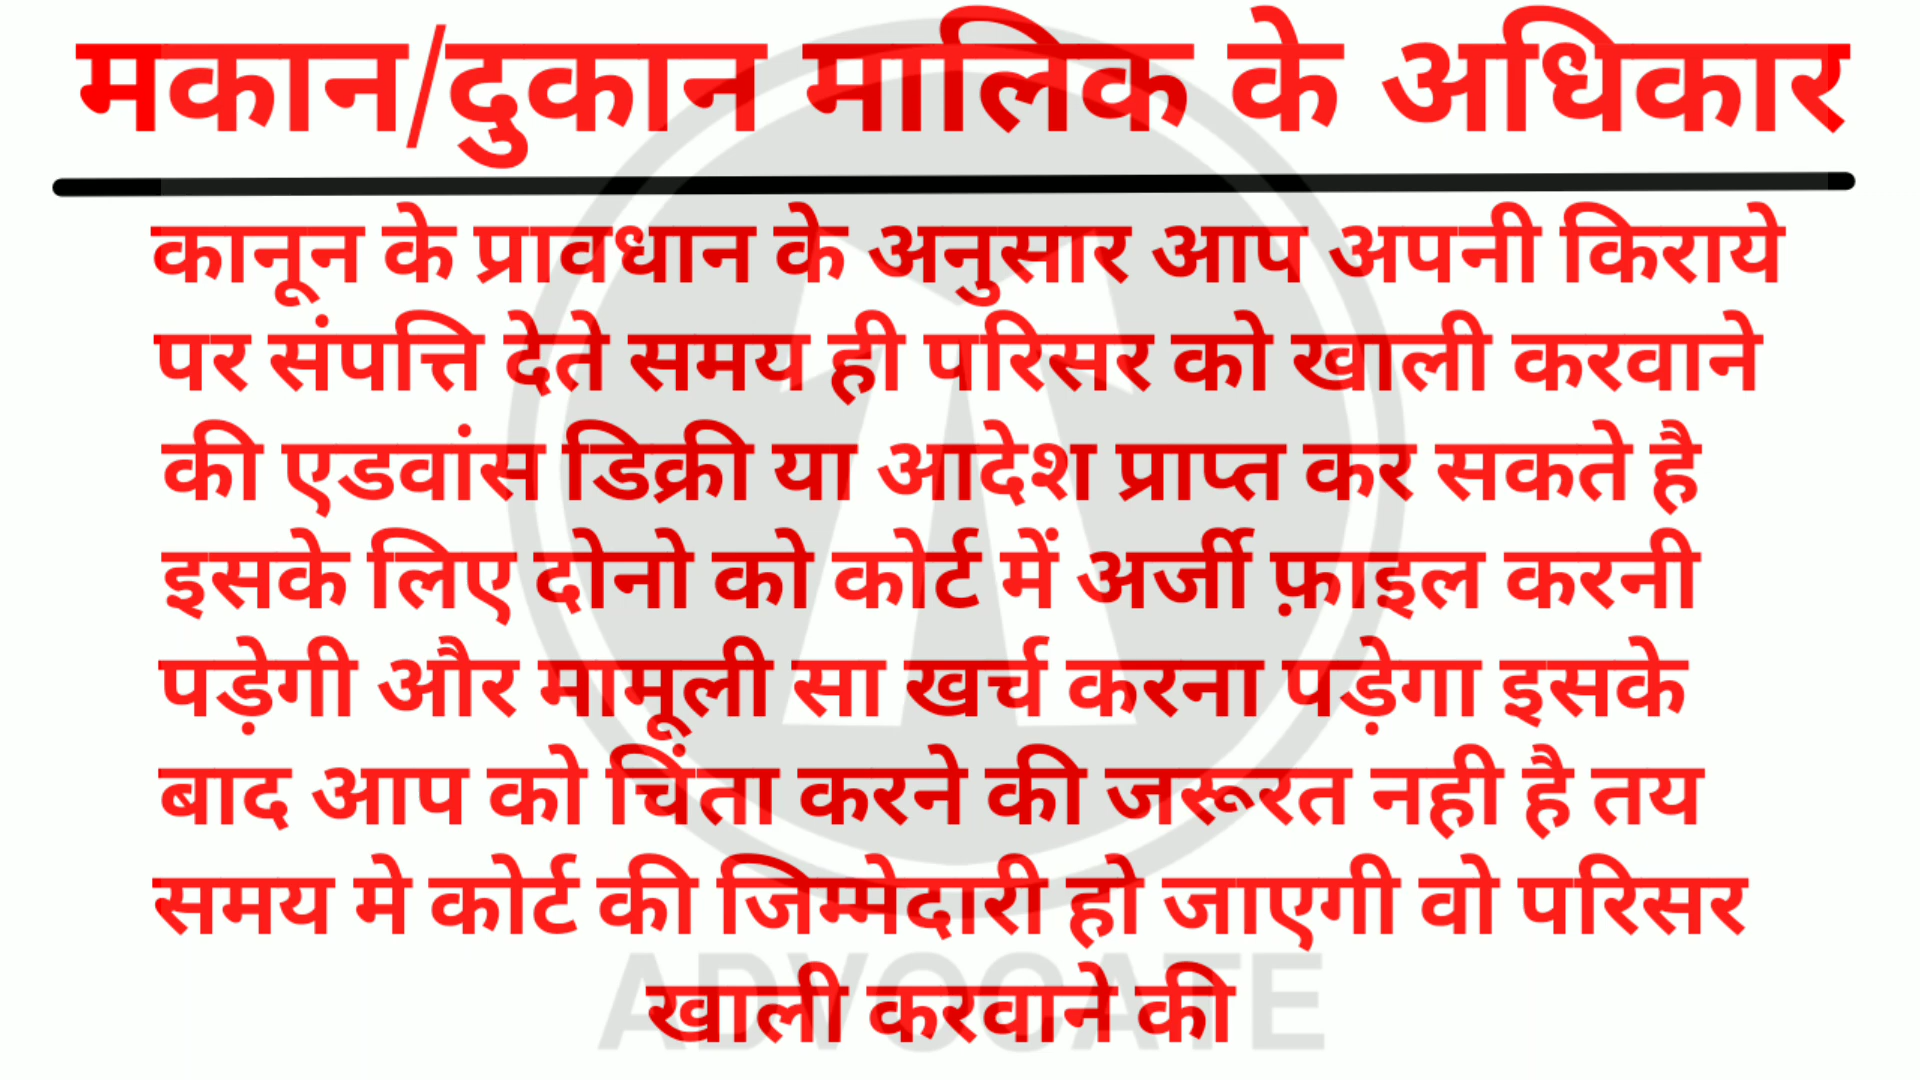 मकान/दुकान मालिक के अधिकार
कानून के प्रावधान के अनुसार आप अपनी किराये
पर संपत्ति देते समय ही परिसर को खाली करवाने
की एडवांस डिक्री या आदेश प्राप्त कर सकते है
इसके लिए दोनो को कोर्ट में अर्जी फ़ाइल करनी
पड़ेगी और मामूली सा खर्च करना पड़ेगा इसके
बाद आप को चिंता करने की जरूरत नही है तय
समय मे कोर्ट की जिम्मेदारी हो जाएगी वो परिसर
खाली करवाने की
ADVOCATE